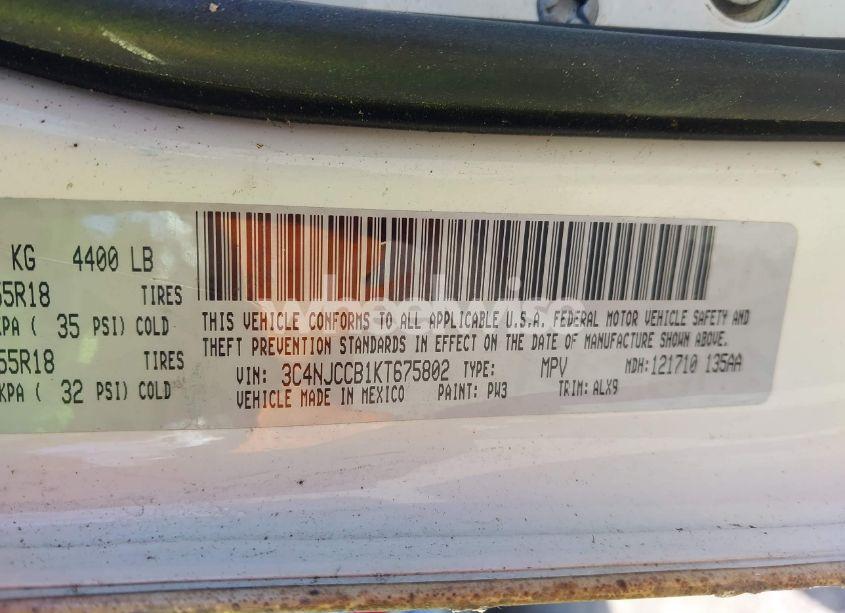 KG 4400 LB
55R18 TIRES
KPA ( 35 PSI) COLD
55R18 TIRES
KPA ( 32 PSI) COLD
wheelwise
THIS VEHICLE CONFORMS TO ALL APPLICABLE U.S.A. FEDERAL MOTOR VEHICLE SAFETY AND
THEFT PREVENTION STANDARDS IN EFFECT ON THE DATE OF MANUFACTURE SHOWN ABOVE.
VIN: 3C4NJCCB1KT675802 TYPE: MPV MDH:121710 135AA
VEHICLE MADE IN MEXICO PAINT: PW3 TRIM: ALX9